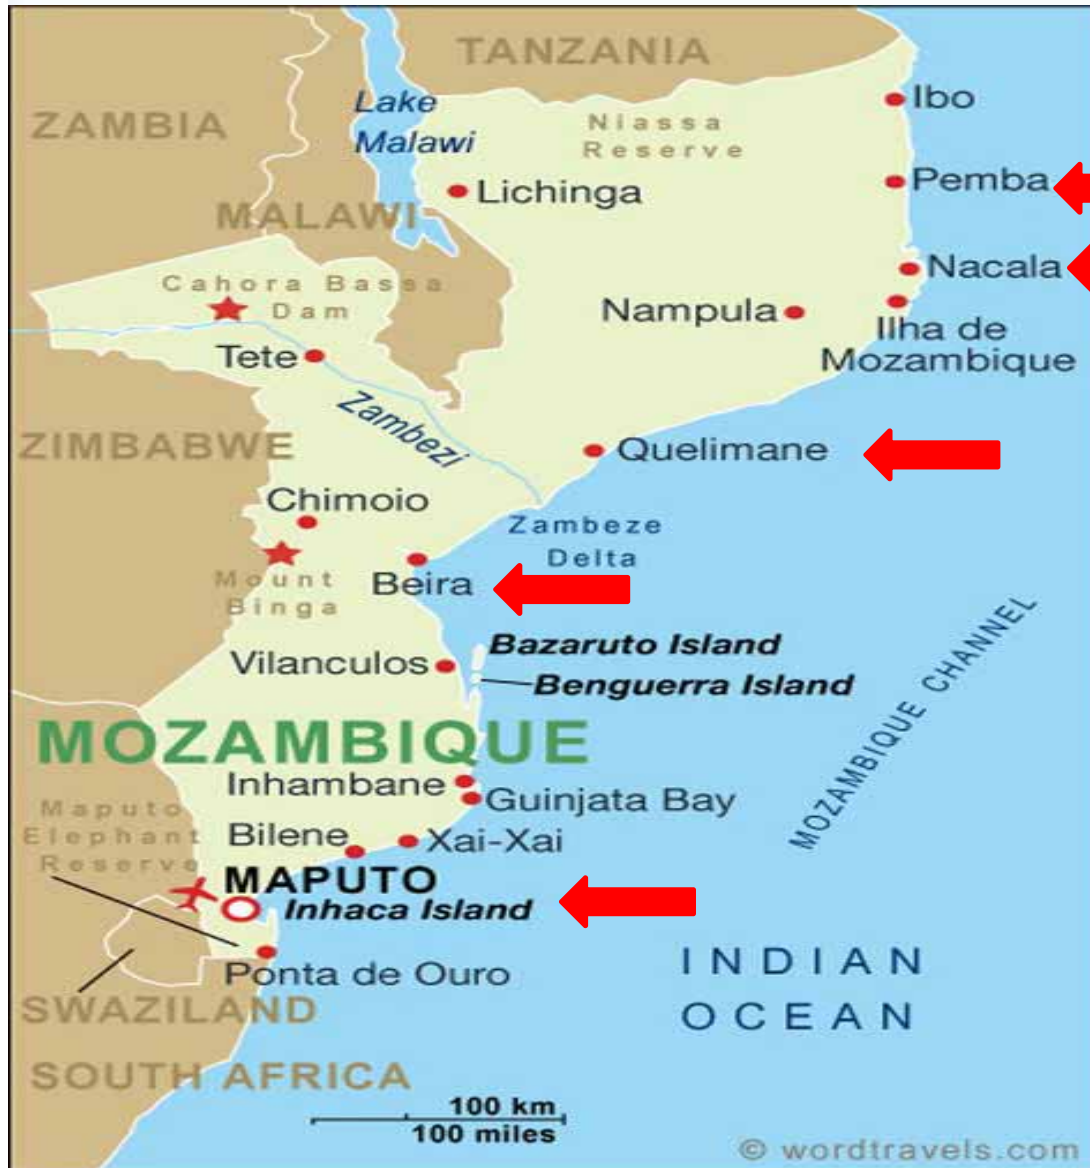 TANZANIA
Lake
Malawi
ZAMBIA
Niassa
Reserve
Ibo
Pemba
Lichinga
MALAWI
Nacala
Cahora Bassa
Dam
Nampula
Ilha de
Mozambique
Tete
Zambezi
ZIMBABWE
Quelimane
Chimoio
Zambeze
Delta
Mount
Binga
Beira
Bazaruto Island
Vilanculos
Benguerra Island
MOZAMBIQUE CHANNEL
MOZAMBIQUE
Inhambane
Guinjata Bay
Maputo
Elephant
Reserve
Bilene
Xai-Xai
MAPUTO
Inhaca Island
Ponta de Ouro
INDIAN
OCEAN
SWAZILAND
SOUTH AFRICA
100 km
100 miles
© wordtravels.com